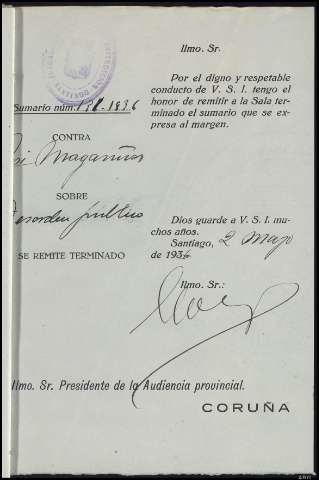 Ilmo. Sr.
Por el digno y respetable
conducto de V. S. I. tengo el
honor de remitir a la Sala ter-
minado el sumario que se ex-
presa al margen.
SANTIAGO
Sumario núm.
CONTRA
SOBRE
desorden público
SE REMITE TERMINADO
Dios guarde a V. S. I. mu-
chos años.
Santiago, 2 Mayo
de 1936
Ilmo. Sr.:
Ilmo. Sr. Presidente de la Audiencia provincial.
CORUÑA